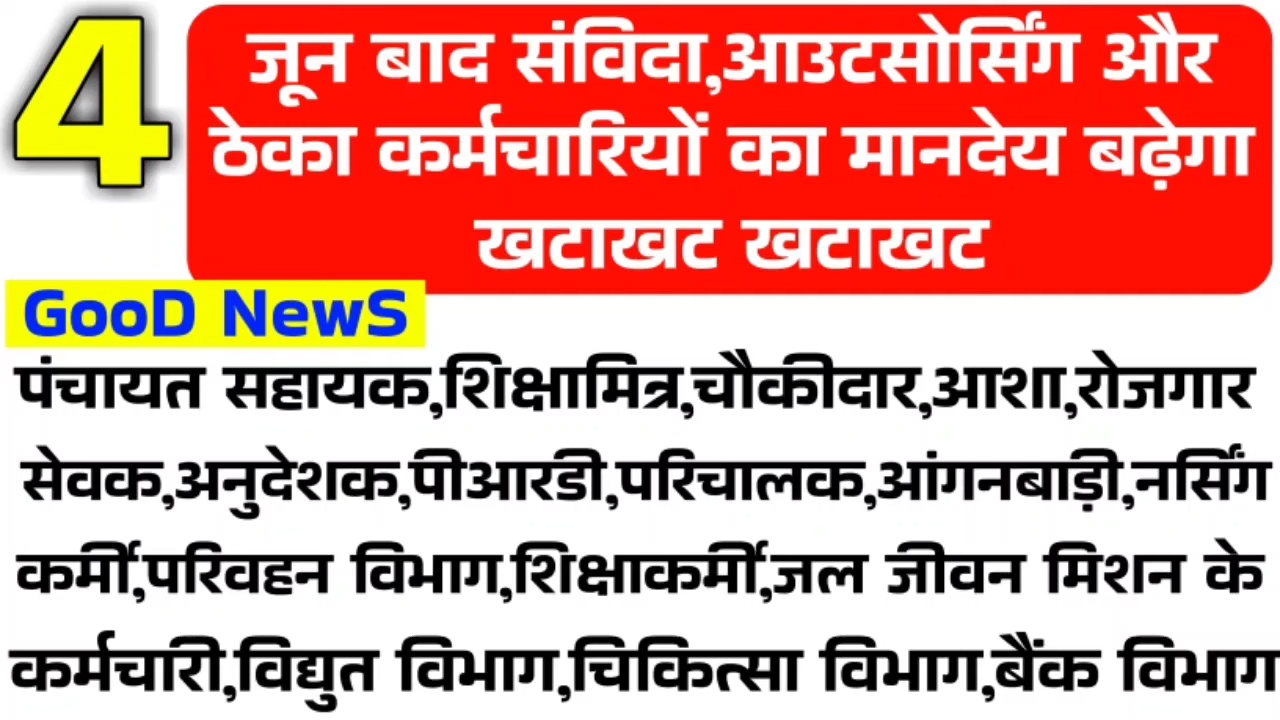 4 जून बाद संविदा,आउटसोर्सिंग और
ठेका कर्मचारियों का मानदेय बढ़ेगा
खटाखट खटाखट
GooD NewS
पंचायत सहायक,शिक्षामित्र,चौकीदार,आशा,रोजगार
सेवक,अनुदेशक,पीआरडी,परिचालक,आंगनबाड़ी,नर्सिंग
कर्मी,परिवहन विभाग,शिक्षाकर्मी,जल जीवन मिशन के
कर्मचारी,विद्युत विभाग,चिकित्सा विभाग,बैंक विभाग